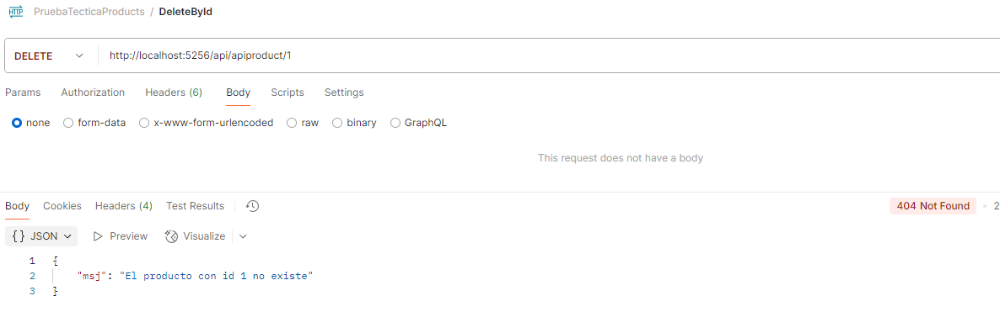 HTTP PruebaTecticaProducts / DeleteById
DELETE http://localhost:5256/api/apiproduct/1
Params Authorization Headers (6) Body Scripts Settings
none form-data x-www-form-urlencoded raw binary GraphQL
This request does not have a body
Body Cookies Headers (4) Test Results 404 Not Found • 2
{} JSON Preview Visualize
1 {
2 "msj": "El producto con id 1 no existe"
3 }